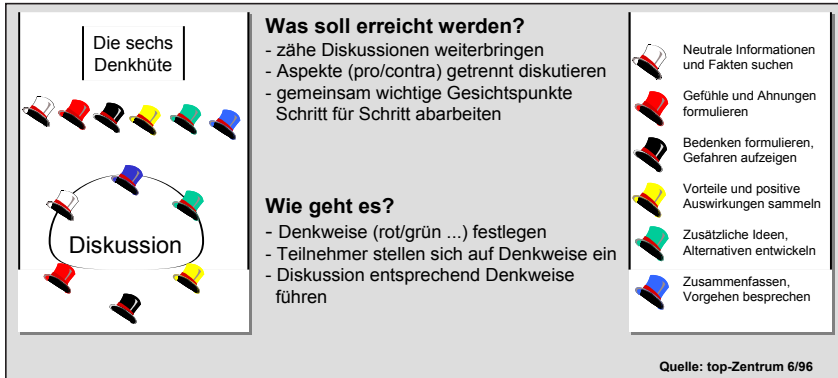 Die sechs
Denkhüte
Diskussion
Was soll erreicht werden?
- zähe Diskussionen weiterbringen
- Aspekte (pro/contra) getrennt diskutieren
- gemeinsam wichtige Gesichtspunkte
Schritt für Schritt abarbeiten
Wie geht es?
- Denkweise (rot/grün ...) festlegen
- Teilnehmer stellen sich auf Denkweise ein
- Diskussion entsprechend Denkweise
führen
Neutrale Informationen
und Fakten suchen
Gefühle und Ahnungen
formulieren
Bedenken formulieren,
Gefahren aufzeigen
Vorteile und positive
Auswirkungen sammeln
Zusätzliche Ideen,
Alternativen entwickeln
Zusammenfassen,
Vorgehen besprechen
Quelle: top-Zentrum 6/96